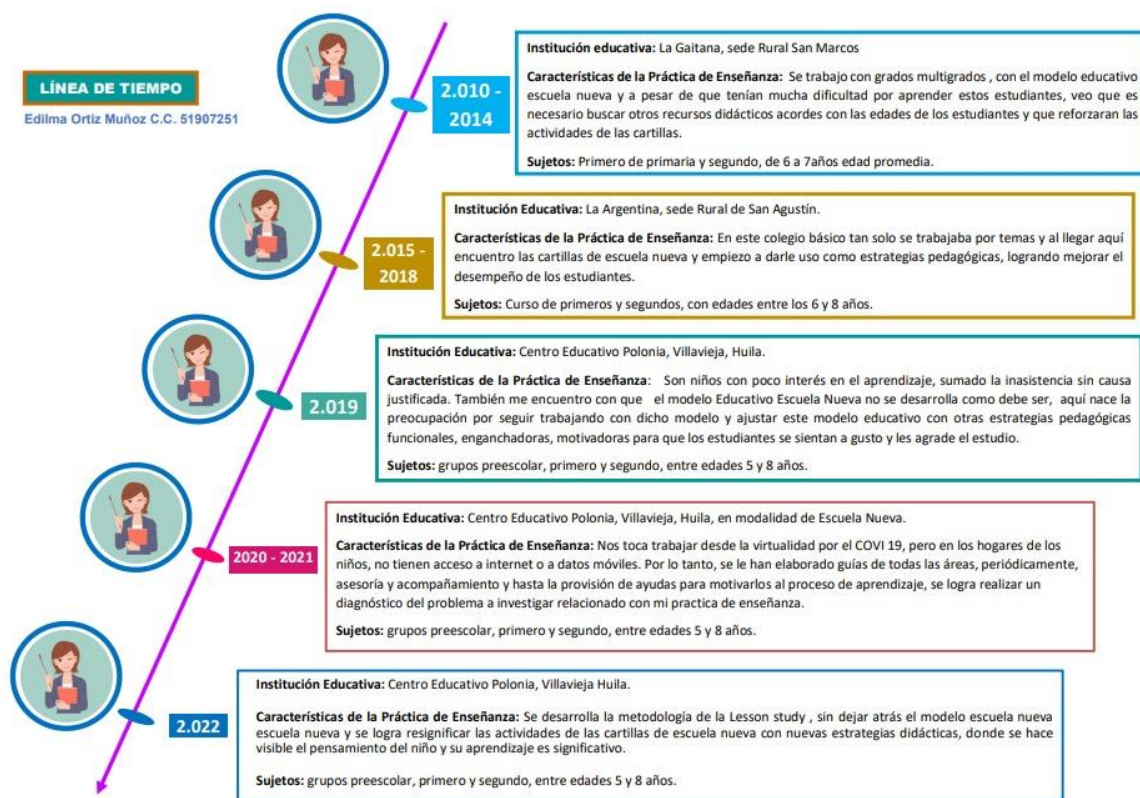 LÍNEA DE TIEMPO
Edilma Ortiz Muñoz C.C. 51907251
2.010 -
2014
Institución educativa: La Gaitana, sede Rural San Marcos
Características de la Práctica de Enseñanza: Se trabajo con grados multigrados , con el modelo educativo
escuela nueva y a pesar de que tenían mucha dificultad por aprender estos estudiantes, veo que es
necesario buscar otros recursos didácticos acordes con las edades de los estudiantes y que reforzaran las
actividades de las cartillas.
Sujetos: Primero de primaria y segundo, de 6 a 7años edad promedia.
2.015 -
2018
Institución Educativa: La Argentina, sede Rural de San Agustín.
Características de la Práctica de Enseñanza: En este colegio básico tan solo se trabajaba por temas y al llegar aquí
encuentro las cartillas de escuela nueva y empiezo a darle uso como estrategias pedagógicas, logrando mejorar el
desempeño de los estudiantes.
Sujetos: Curso de primeros y segundos, con edades entre los 6 y 8 años.
2.019
Institución Educativa: Centro Educativo Polonia, Villavieja, Huila.
Características de la Práctica de Enseñanza: Son niños con poco interés en el aprendizaje, sumado la inasistencia sin causa
justificada. También me encuentro con que el modelo Educativo Escuela Nueva no se desarrolla como debe ser, aquí nace la
preocupación por seguir trabajando con dicho modelo y ajustar este modelo educativo con otras estrategias pedagógicas
funcionales, enganchadoras, motivadoras para que los estudiantes se sientan a gusto y les agrade el estudio.
Sujetos: grupos preescolar, primero y segundo, entre edades 5 y 8 años.
2020 - 2021
Institución Educativa: Centro Educativo Polonia, Villavieja, Huila, en modalidad de Escuela Nueva.
Características de la Práctica de Enseñanza: Nos toca trabajar desde la virtualidad por el COVI 19, pero en los hogares de los
niños, no tienen acceso a internet o a datos móviles. Por lo tanto, se le han elaborado guías de todas las áreas, periódicamente,
asesoría y acompañamiento y hasta la provisión de ayudas para motivarlos al proceso de aprendizaje, se logra realizar un
diagnóstico del problema a investigar relacionado con mi practica de enseñanza.
Sujetos: grupos preescolar, primero y segundo, entre edades 5 y 8 años.
2.022
Institución Educativa: Centro Educativo Polonia, Villavieja Huila.
Características de la Práctica de Enseñanza: Se desarrolla la metodología de la Lesson study , sin dejar atrás el modelo escuela nueva
escuela nueva y se logra resignificar las actividades de las cartillas de escuela nueva con nuevas estrategias didácticas, donde se hace
visible el pensamiento del niño y su aprendizaje es significativo.
Sujetos: grupos preescolar, primero y segundo, entre edades 5 y 8 años.